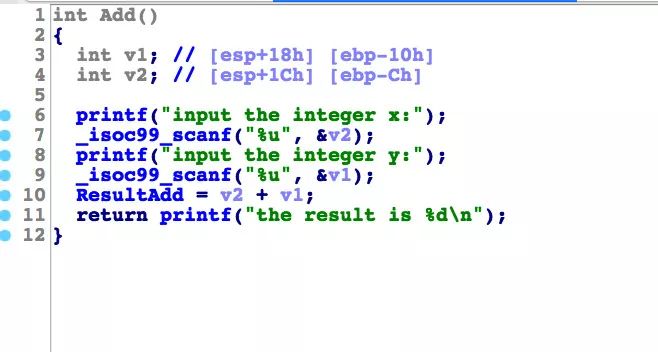 1 int Add()
2 {
3 int v1; // [esp+18h] [ebp-10h]
4 int v2; // [esp+1Ch] [ebp-Ch]
5
6 printf("input the integer x:");
7 _isoc99_scanf("%u", &v2);
8 printf("input the integer y:");
9 _isoc99_scanf("%u", &v1);
10 ResultAdd = v2 + v1;
11 return printf("the result is %d\n");
12 }